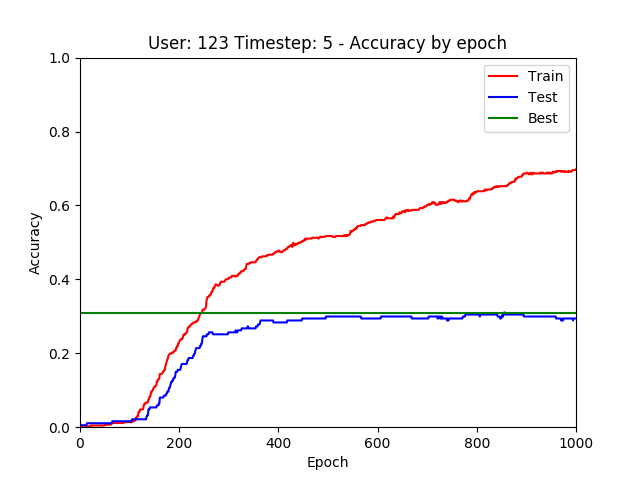 User: 123 Timestep: 5 - Accuracy by epoch
1.0
0.8
0.6
0.4
0.2
0.0
Accuracy
Train
Test
Best
0 200 400 600 800 1000
Epoch